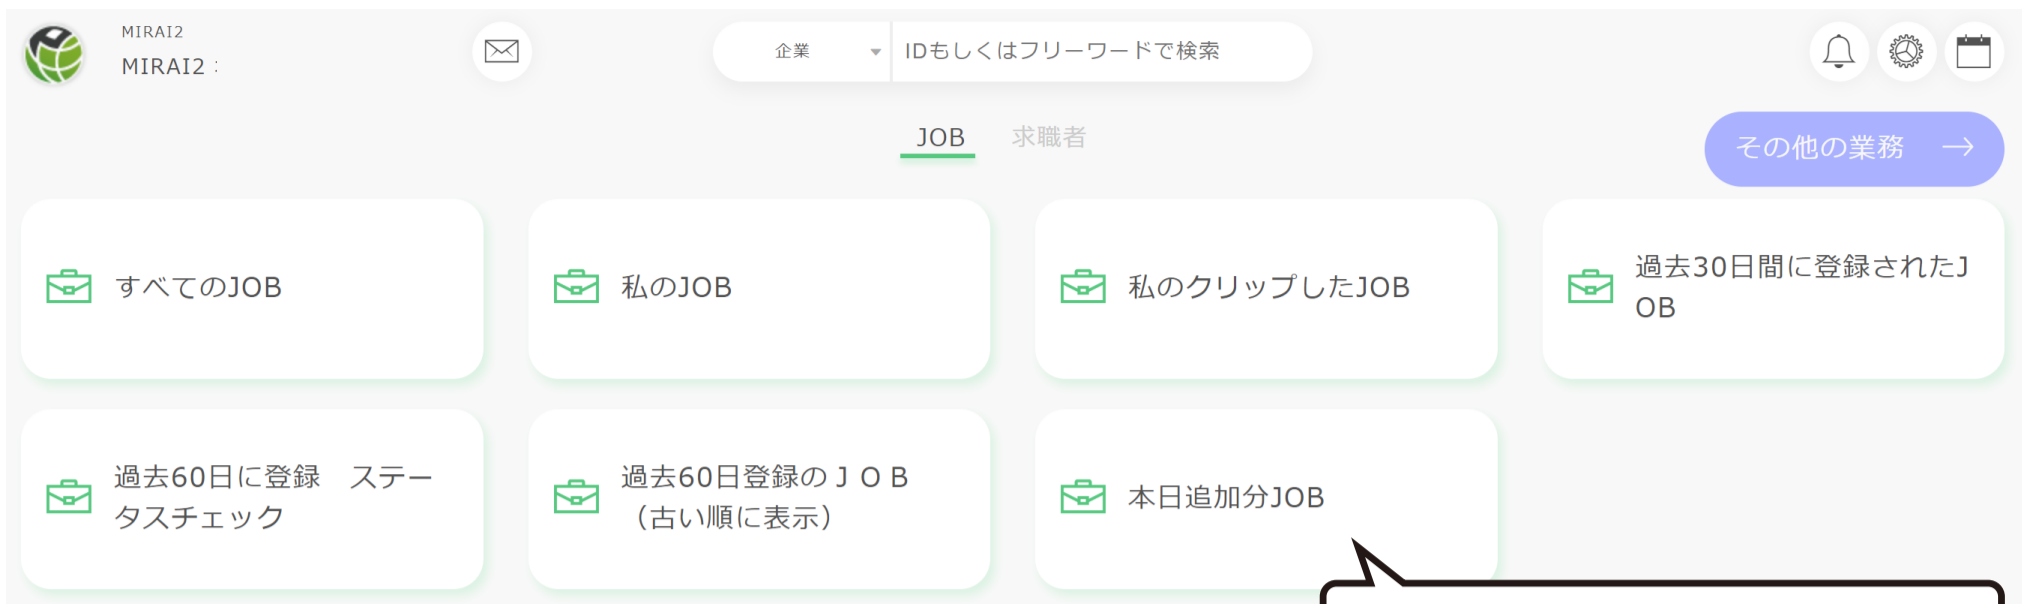 MIRAI2
MIRAI2 :
企業
IDもしくはフリーワードで検索
JOB
求職者
その他の業務 →
すべてのJOB
私のJOB
私のクリップしたJOB
過去30日間に登録されたJ
OB
過去60日に登録　ステー
タスチェック
過去60日登録のＪＯＢ
（古い順に表示）
本日追加分JOB